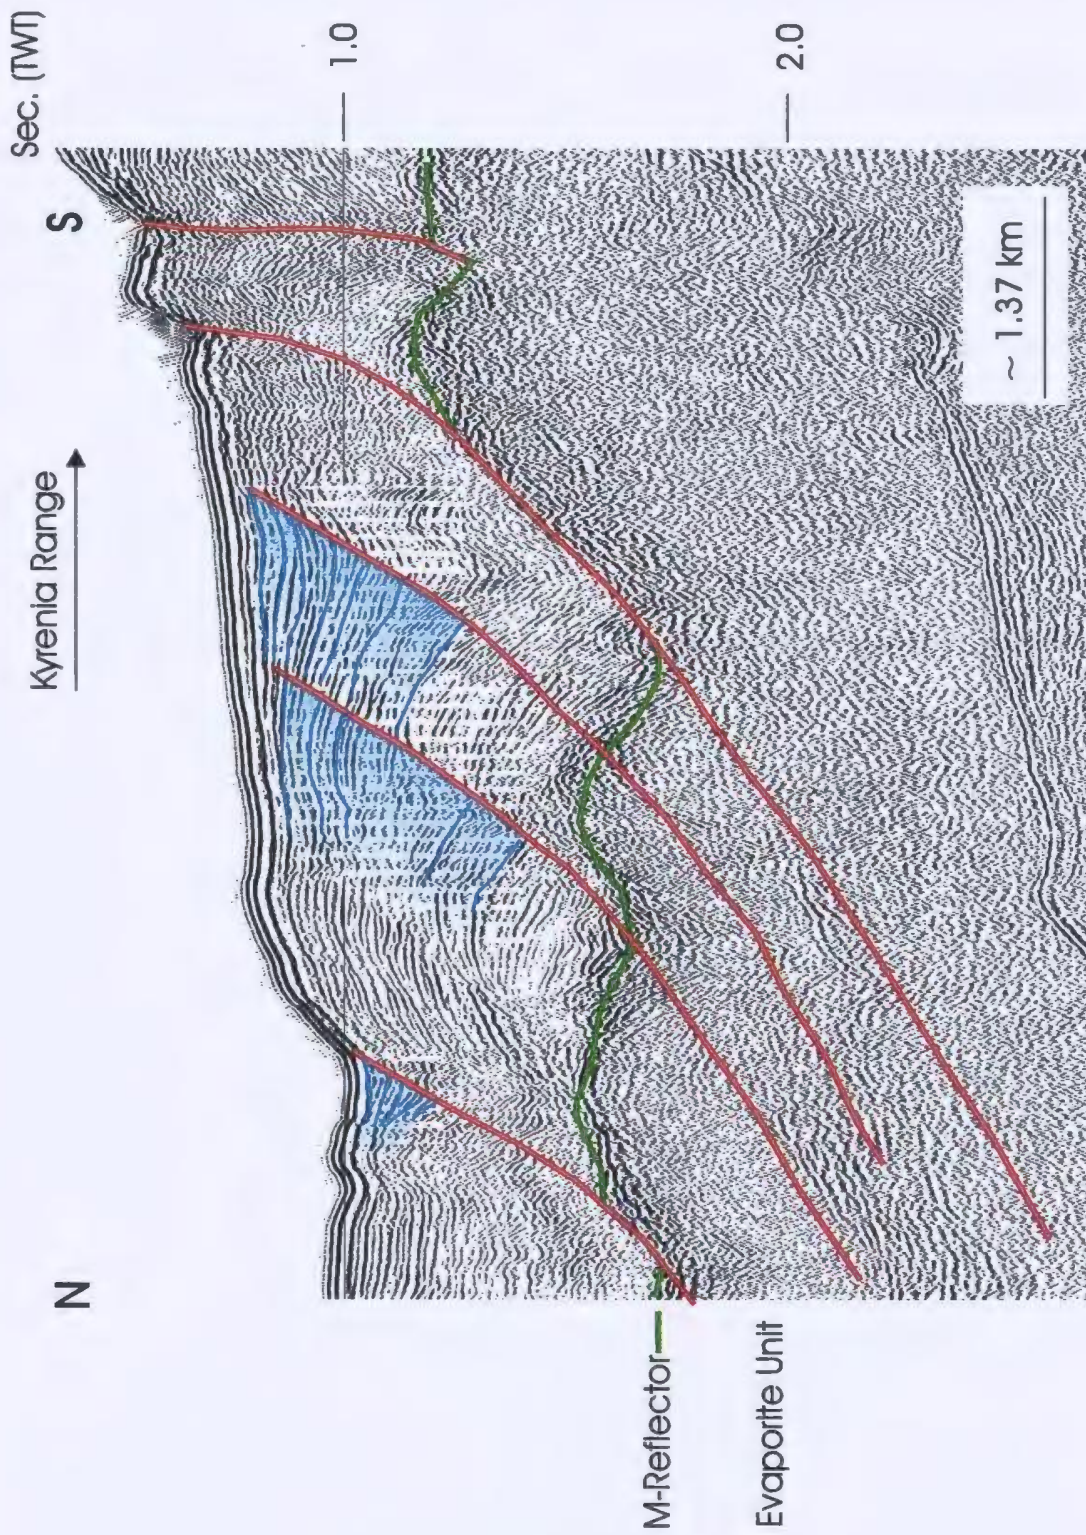 Sec. (TWT)
N
Kyrenia Range
S
1.0
2.0
M-Reflector
Evaporite Unit
~ 1.37 km